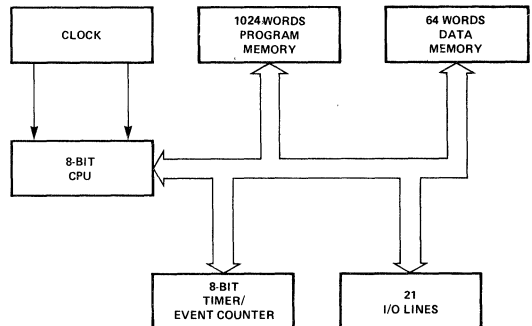 CLOCK
1024 WORDS
PROGRAM
MEMORY
64 WORDS
DATA
MEMORY
8-BIT
CPU
8-BIT
TIMER/
EVENT COUNTER
21
I/O LINES